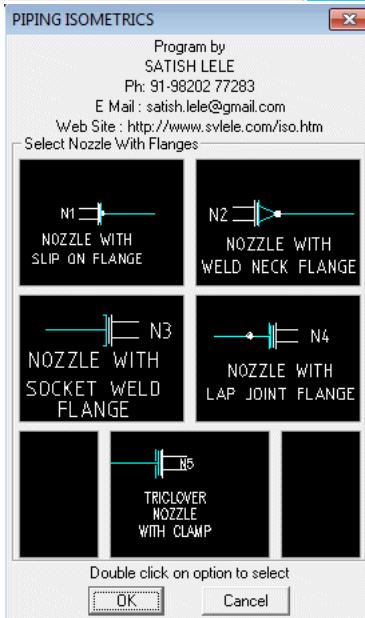 PIPING ISOMETRICS
Program by
SATISH LELE
Ph: 91-98202 77283
E Mail : satish.lele@gmail.com
Web Site : http://www.svlele.com/iso.htm
Select Nozzle With Flanges
N1
NOZZLE WITH
SLIP ON FLANGE
N2
NOZZLE WITH
WELD NECK FLANGE
N3
NOZZLE WITH
SOCKET WELD
FLANGE
N4
NOZZLE WITH
LAP JOINT FLANGE
N5
TRICLOVER
NOZZLE
WITH CLAMP
Double click on option to select
OK
Cancel